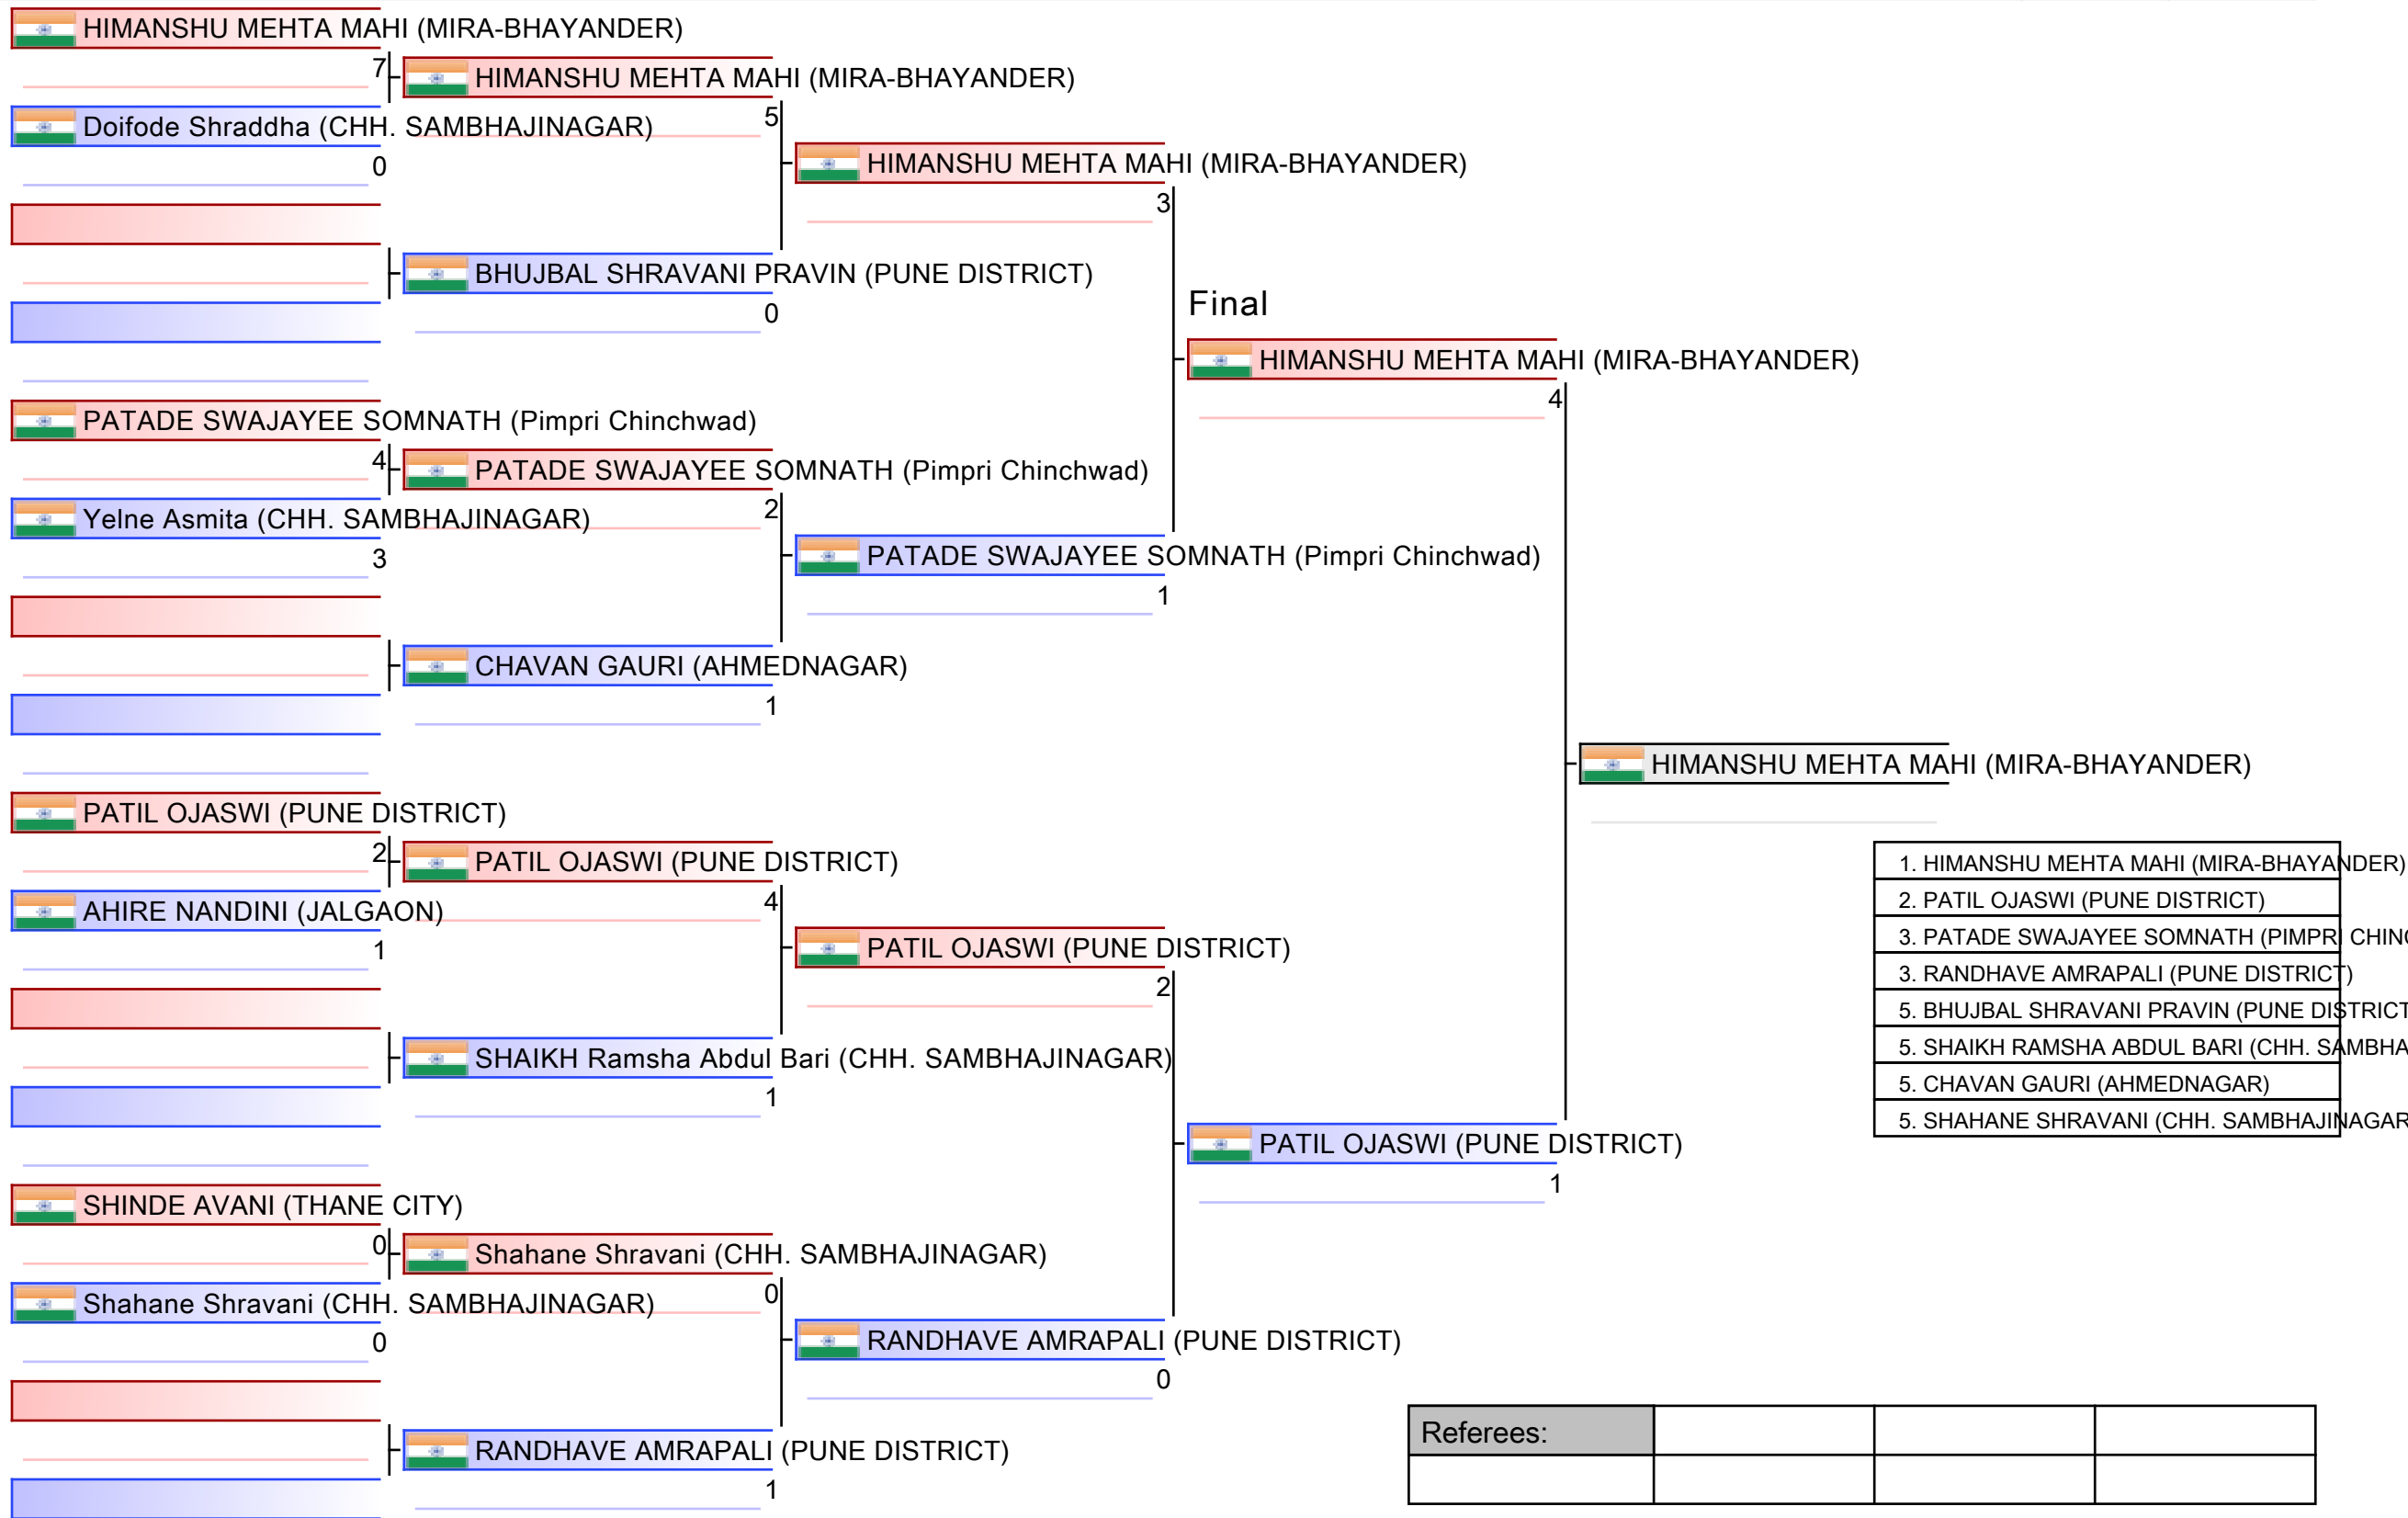 HIMANSHU MEHTA MAHI (MIRA-BHAYANDER)
7
HIMANSHU MEHTA MAHI (MIRA-BHAYANDER)
5
Doifode Shraddha (CHH. SAMBHAJINAGAR)
0
HIMANSHU MEHTA MAHI (MIRA-BHAYANDER)
3
BHUJBAL SHRAVANI PRAVIN (PUNE DISTRICT)
0
Final
HIMANSHU MEHTA MAHI (MIRA-BHAYANDER)
4
PATADE SWAJAYEE SOMNATH (Pimpri Chinchwad)
4
PATADE SWAJAYEE SOMNATH (Pimpri Chinchwad)
2
Yelne Asmita (CHH. SAMBHAJINAGAR)
3
PATADE SWAJAYEE SOMNATH (Pimpri Chinchwad)
1
CHAVAN GAURI (AHMEDNAGAR)
1
HIMANSHU MEHTA MAHI (MIRA-BHAYANDER)
PATIL OJASWI (PUNE DISTRICT)
2
PATIL OJASWI (PUNE DISTRICT)
4
AHIRE NANDINI (JALGAON)
1
PATIL OJASWI (PUNE DISTRICT)
2
SHAIKH Ramsha Abdul Bari (CHH. SAMBHAJINAGAR)
1
PATIL OJASWI (PUNE DISTRICT)
1
1. HIMANSHU MEHTA MAHI (MIRA-BHAYANDER)
2. PATIL OJASWI (PUNE DISTRICT)
3. PATADE SWAJAYEE SOMNATH (PIMPRI
3. RANDHAVE AMRAPALI (PUNE DISTRICT)
5. BHUJBAL SHRAVANI PRAVIN (PUNE DISTRICT
5. SHAIKH RAMSHA ABDUL BARI (CHH.
5. CHAVAN GAURI (AHMEDNAGAR)
5. SHAHANE SHRAVANI (CHH. SAMBHAJINAGAR
SHINDE AVANI (THANE CITY)
0
Shahane Shravani (CHH. SAMBHAJINAGAR)
0
Shahane Shravani (CHH. SAMBHAJINAGAR)
0
RANDHAVE AMRAPALI (PUNE DISTRICT)
0
RANDHAVE AMRAPALI (PUNE DISTRICT)
1
Referees: